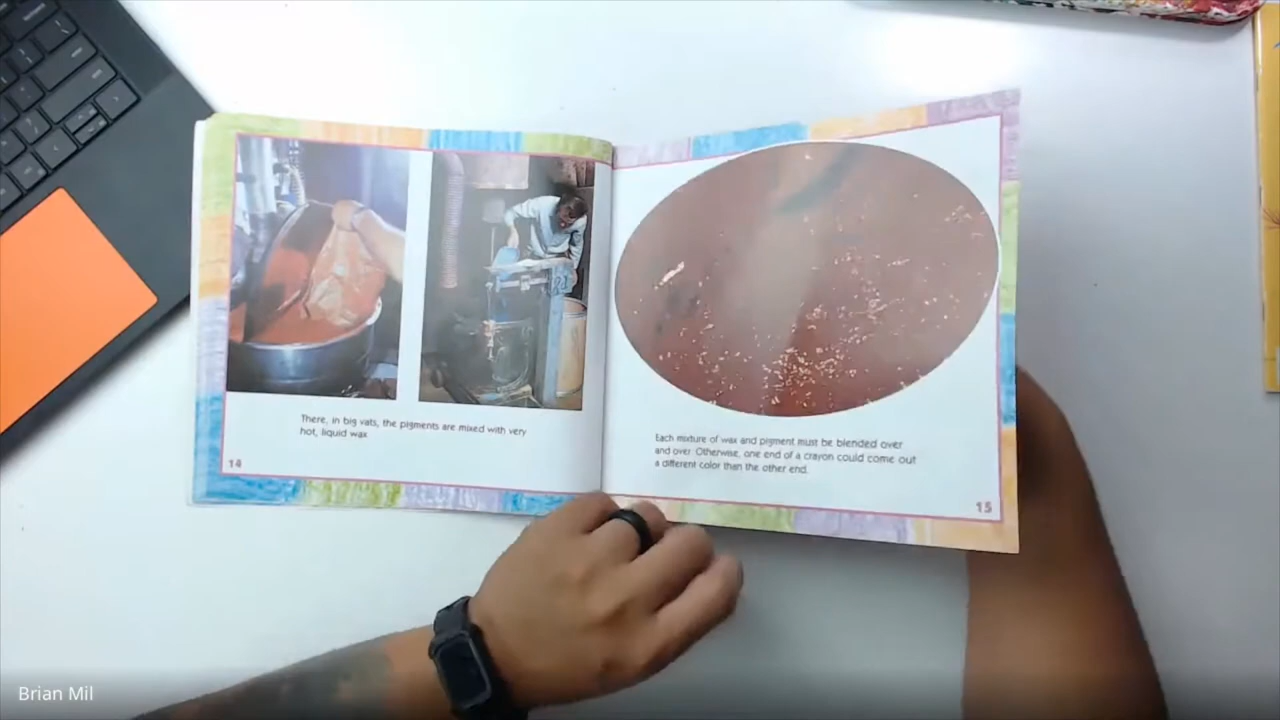 There, in big vats, the pigments are mixed with very
hot, liquid wax
14
Each mixture of wax and pigment must be blended over
and over. Otherwise, one end of a crayon could come out
a different color than the other end.
15
Brian Mil